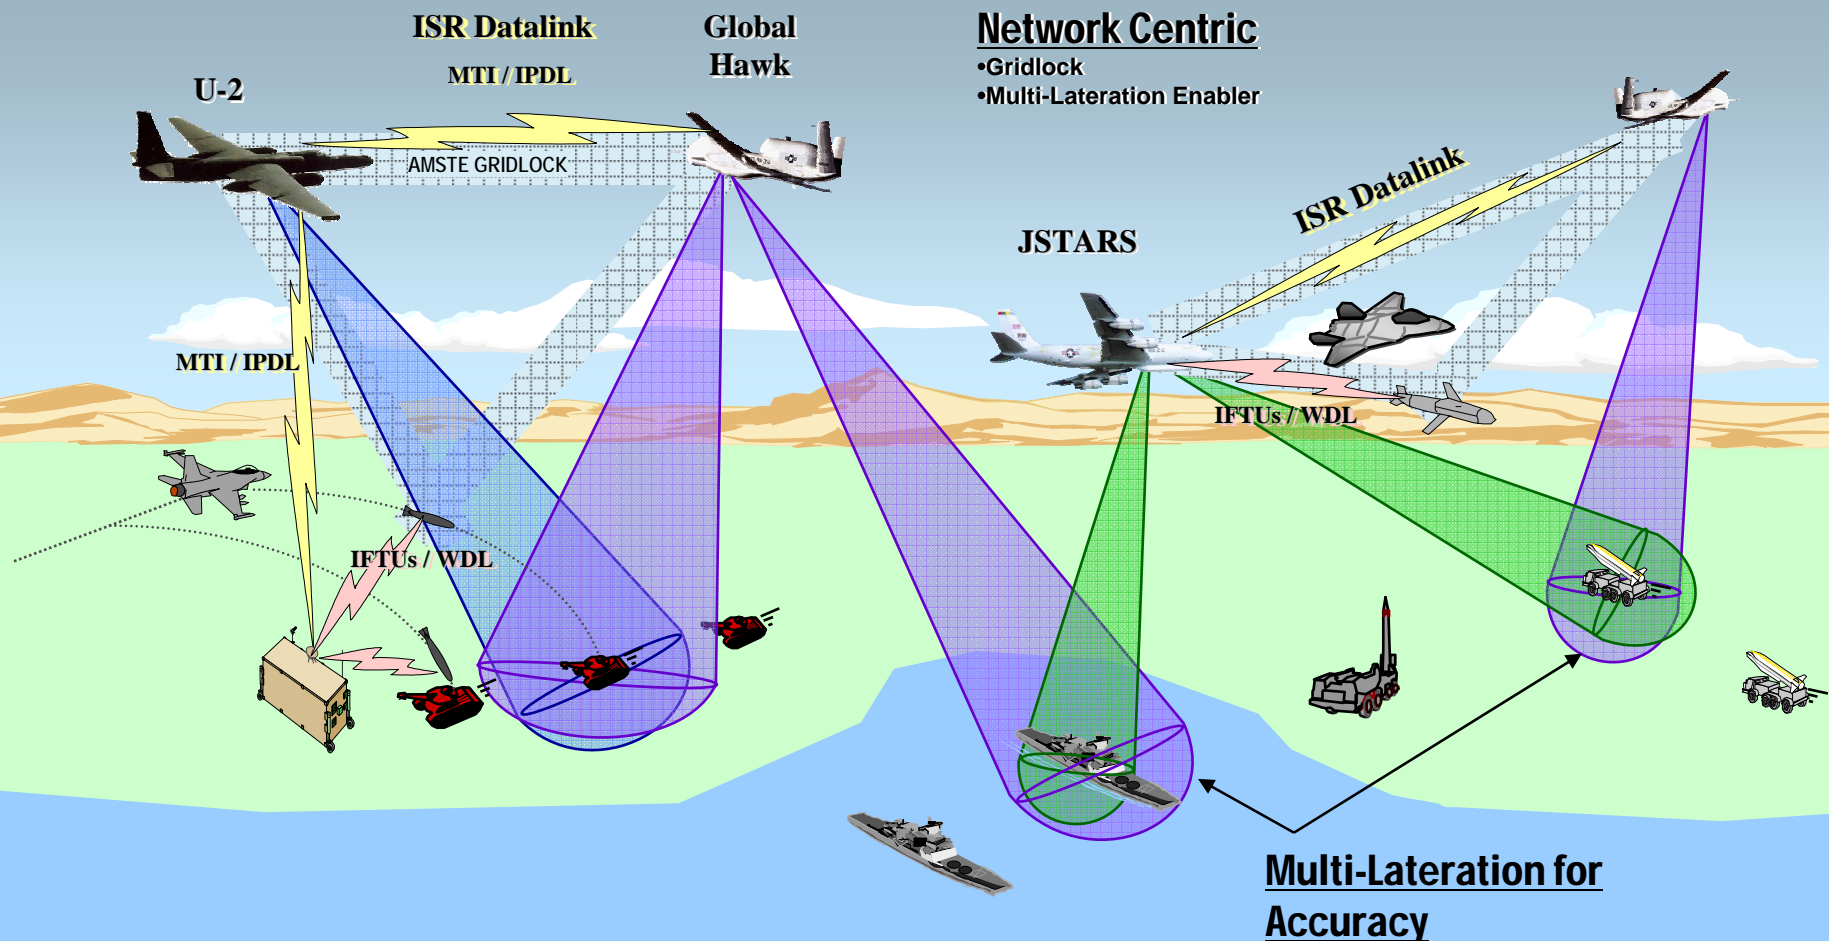 ISR Datalink
MTI / IPDL
Global
Hawk
Network Centric
•Gridlock
•Multi-Lateration Enabler
U-2
AMSTE GRIDLOCK
ISR Datalink
JSTARS
MTI / IPDL
IFTUs / WDL
IFTUs / WDL
Multi-Lateration for
Accuracy